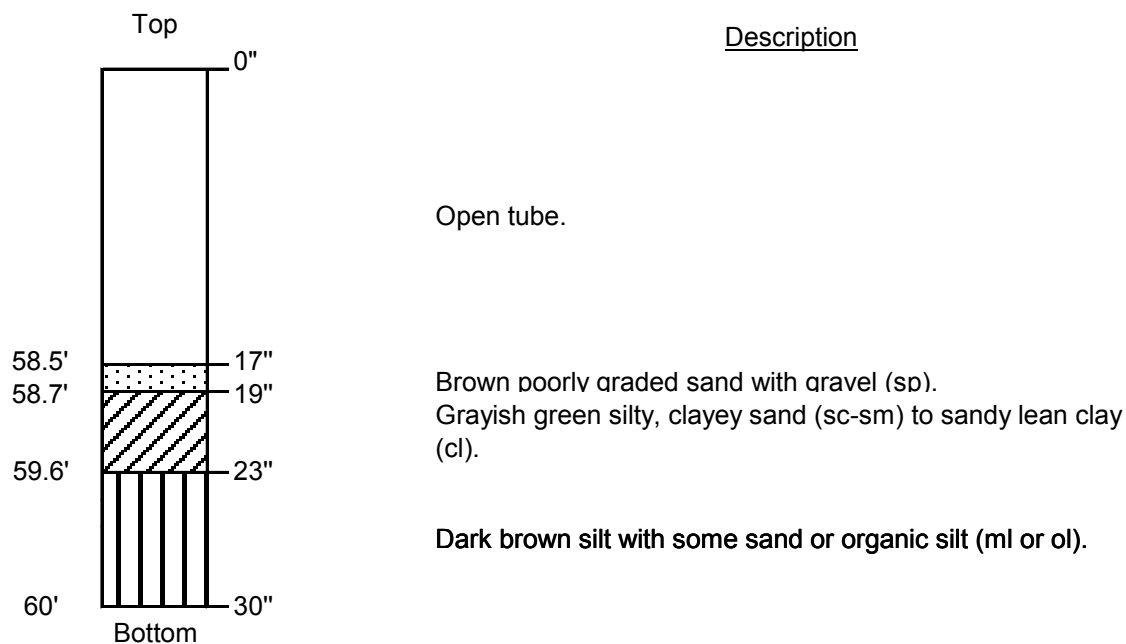 Top
Description
0"
Open tube.
58.5' 17"
58.7' 19"
Brown poorly graded sand with gravel (sp).
Grayish green silty, clayey sand (sc-sm) to sandy lean clay
(cl).
59.6' 23"
Dark brown silt with some sand or organic silt (ml or ol).
60' 30"
Bottom